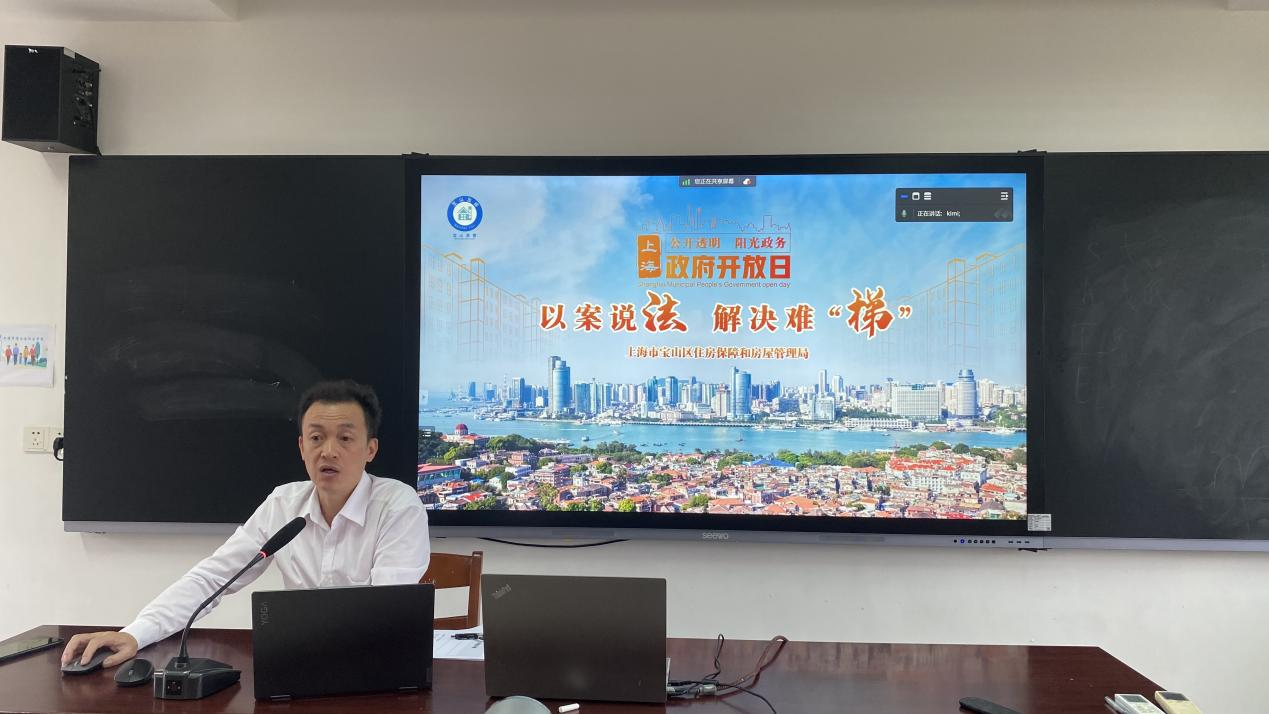 您正在共享屏幕
正在讲话: kimi;
上海
公开透明 阳光政务
政府开放日
Shanghai Municipal People's Government open day
以案说法 解决难“梯”
上海市宝山区住房保障和房屋管理局
seewo
YOGA
ThinkPad